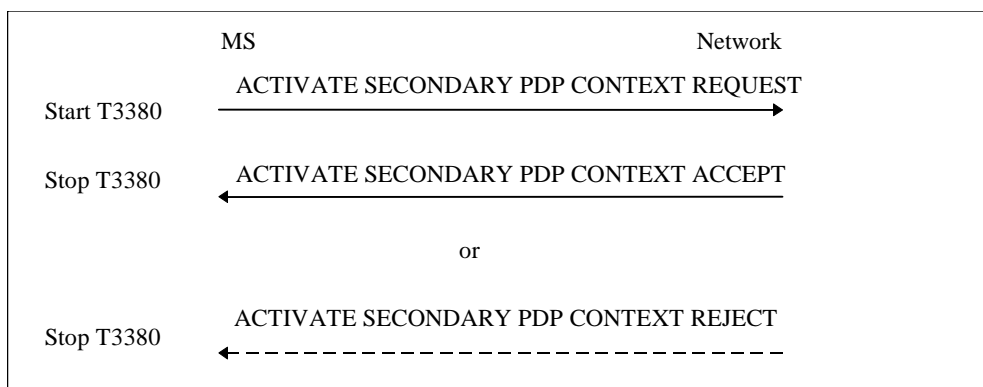 MS Network
ACTIVATE SECONDARY PDP CONTEXT REQUEST
Start T3380
Stop T3380 ACTIVATE SECONDARY PDP CONTEXT ACCEPT
or
ACTIVATE SECONDARY PDP CONTEXT REJECT
Stop T3380